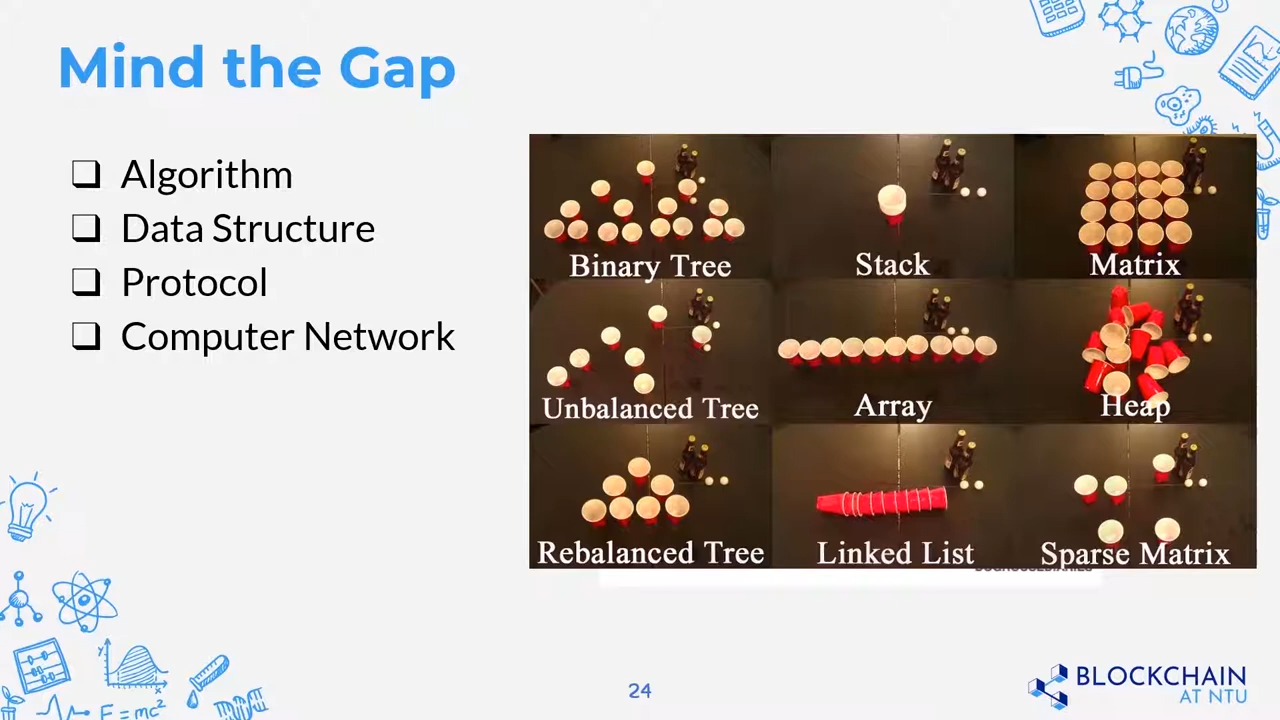 Mind the Gap
❑ Algorithm
❑ Data Structure
❑ Protocol
❑ Computer Network
Binary Tree
Stack
Matrix
Unbalanced Tree
Array
Heap
Rebalanced Tree
Linked List
Sparse Matrix
E=mc²
y
x
24
BLOCKCHAIN
AT NTU